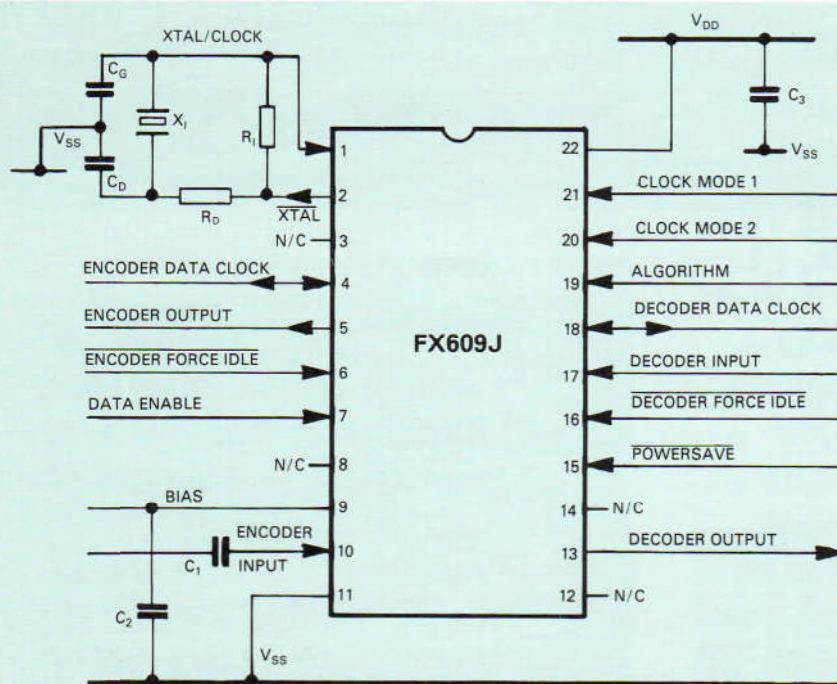 XTAL/CLOCK
V_DD
C_G
X_I
R_I
C_3
V_SS
V_SS
C_D
R_D
XTAL
1
22
2
21
CLOCK MODE 1
N/C
3
20
CLOCK MODE 2
ENCODER DATA CLOCK
4
19
ALGORITHM
ENCODER OUTPUT
5
18
DECODER DATA CLOCK
FX609J
ENCODER FORCE IDLE
6
17
DECODER INPUT
DATA ENABLE
7
16
DECODER FORCE IDLE
N/C
8
15
POWERSAVE
BIAS
9
14
N/C
ENCODER
INPUT
C_1
10
13
DECODER OUTPUT
C_2
11
12
N/C
V_SS